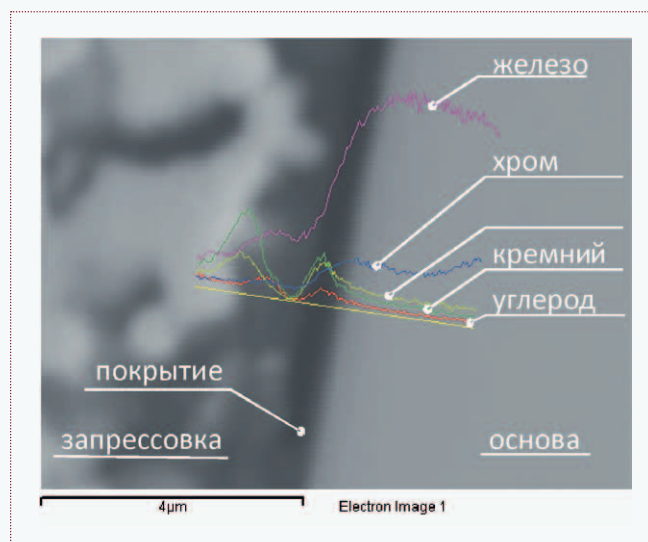 железо
хром
кремний
углерод
покрытие
запрессовка
основа
4µm
Electron Image 1